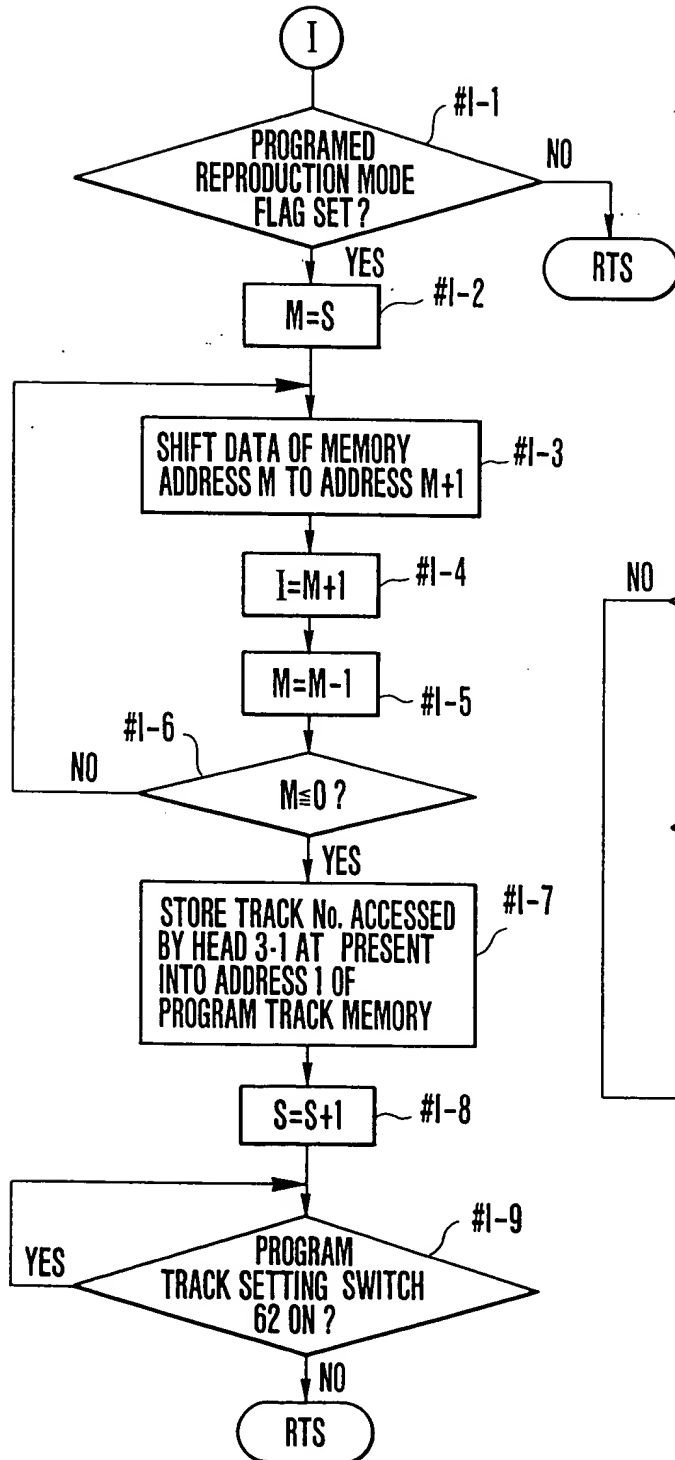 I
#I-1
PROGRAMED
REPRODUCTION MODE
FLAG SET?
NO
RTS
YES
#I-2
M=S
SHIFT DATA OF MEMORY
ADDRESS M TO ADDRESS M+1
#I-3
I=M+1
#I-4
M=M-1
#I-5
#I-6
NO
M≦0?
YES
STORE TRACK No. ACCESSED
BY HEAD 3-1 AT PRESENT
INTO ADDRESS 1 OF
PROGRAM TRACK MEMORY
#I-7
S=S+1
#I-8
#I-9
YES
PROGRAM
TRACK SETTING SWITCH
62 ON?
NO
RTS
NO